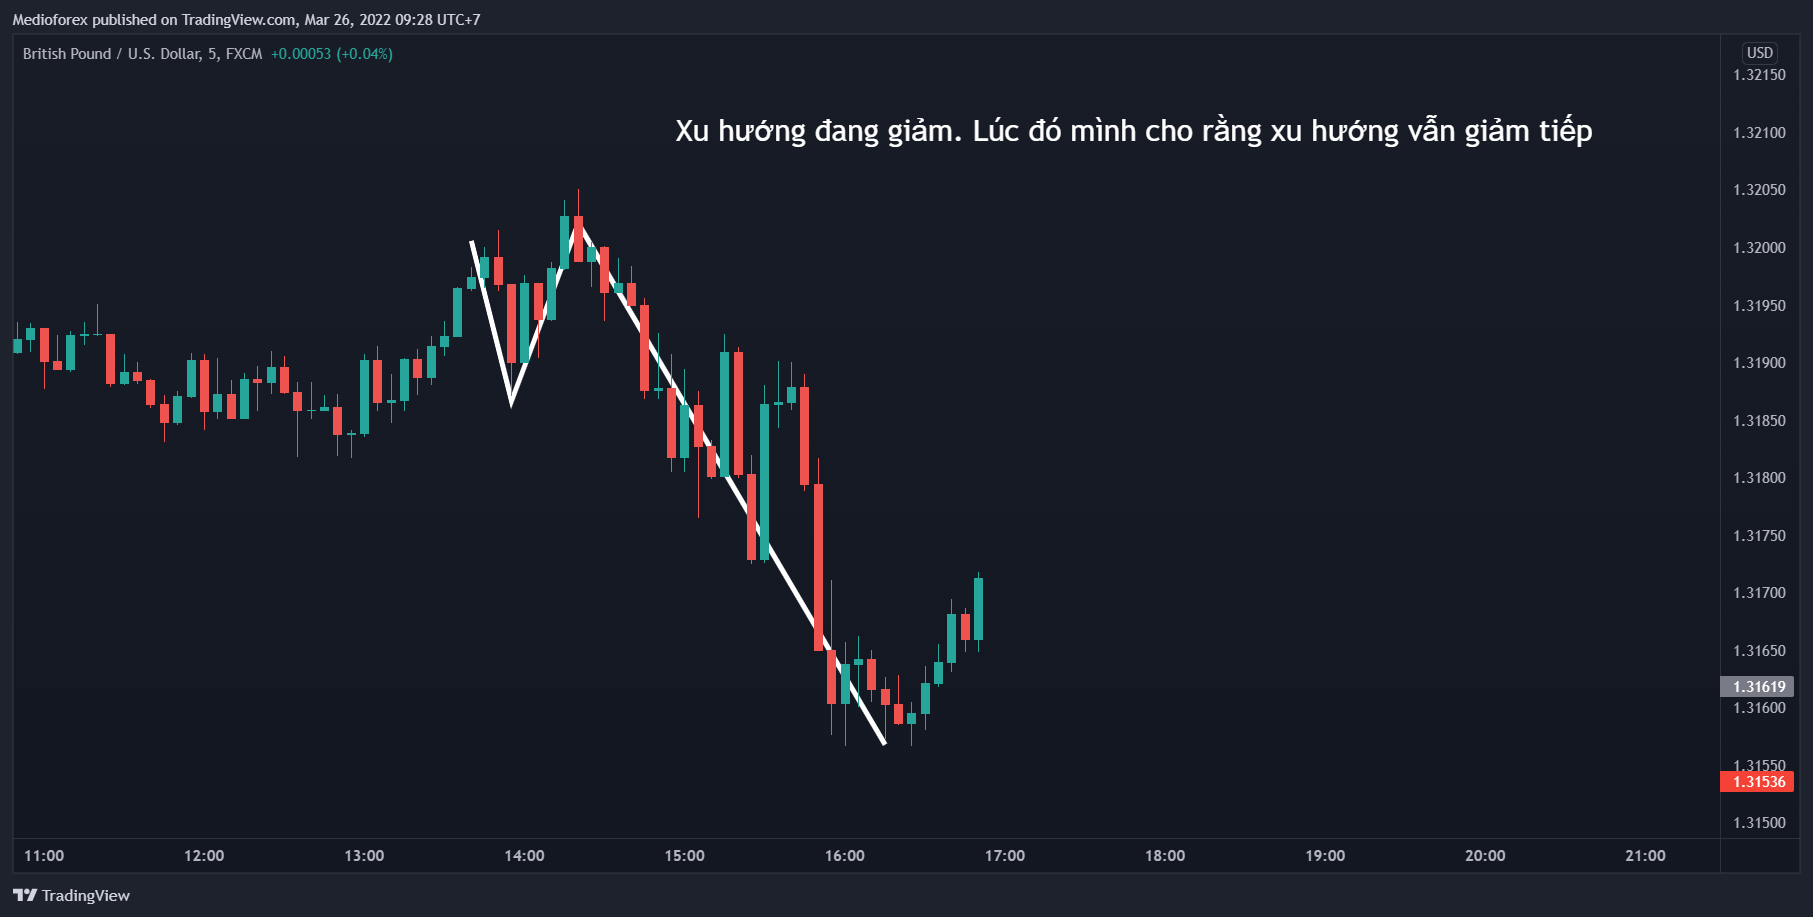 Medioforex published on TradingView.com, Mar 26, 2022 09:28 UTC+7
British Pound / U.S. Dollar, 5, FXCM +0.00053 (+0.04%)
USD
1.32150
Xu hướng đang giảm. Lúc đó mình cho rằng xu hướng vẫn giảm tiếp
1.32100
1.32050
1.32000
1.31950
1.31900
1.31850
1.31800
1.31750
1.31700
1.31650
1.31619
1.31600
1.31550
1.31536
1.31500
11:00 12:00 13:00 14:00 15:00 16:00 17:00 18:00 19:00 20:00 21:00
TradingView